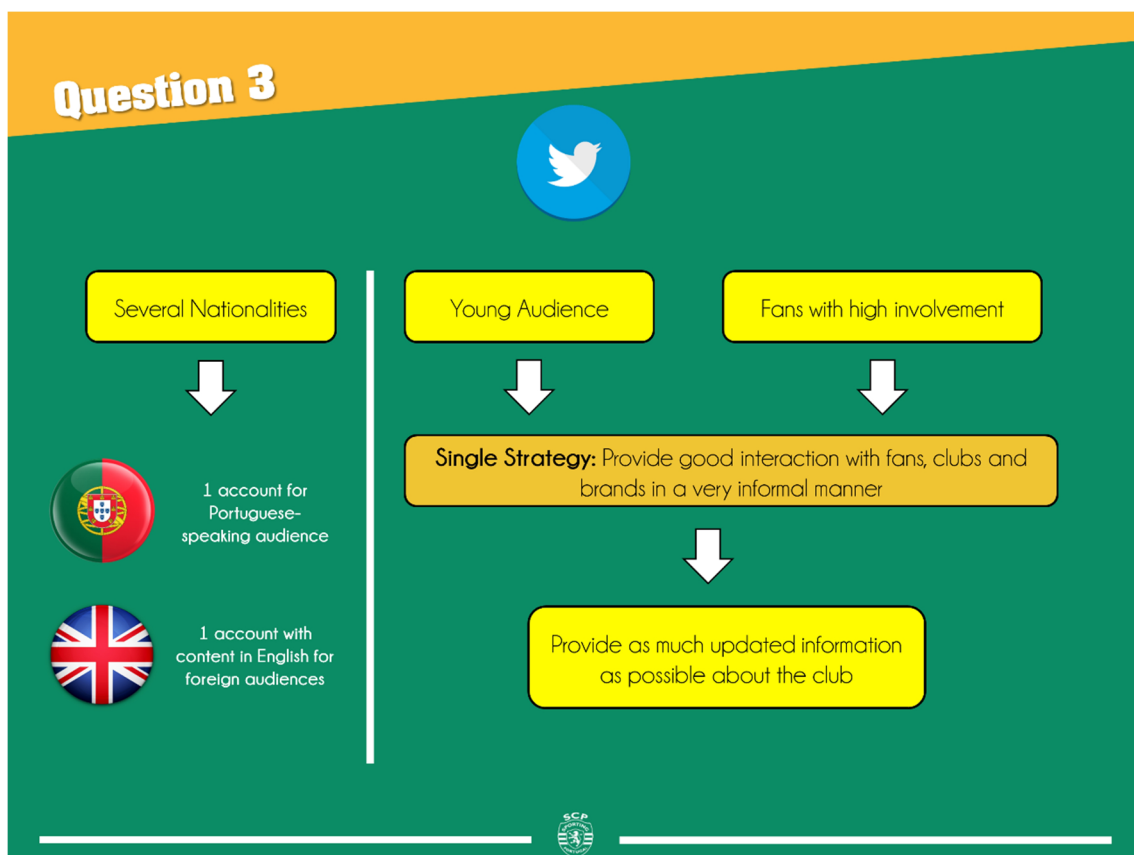 Question 3
Several Nationalities
1 account for
Portuguese-
speaking audience
1 account with
content in English for
foreign audiences
Young Audience
Fans with high involvement
Single Strategy: Provide good interaction with fans, clubs and
brands in a very informal manner
Provide as much updated information
as possible about the club
SCP
SPORTING
PORTUGAL